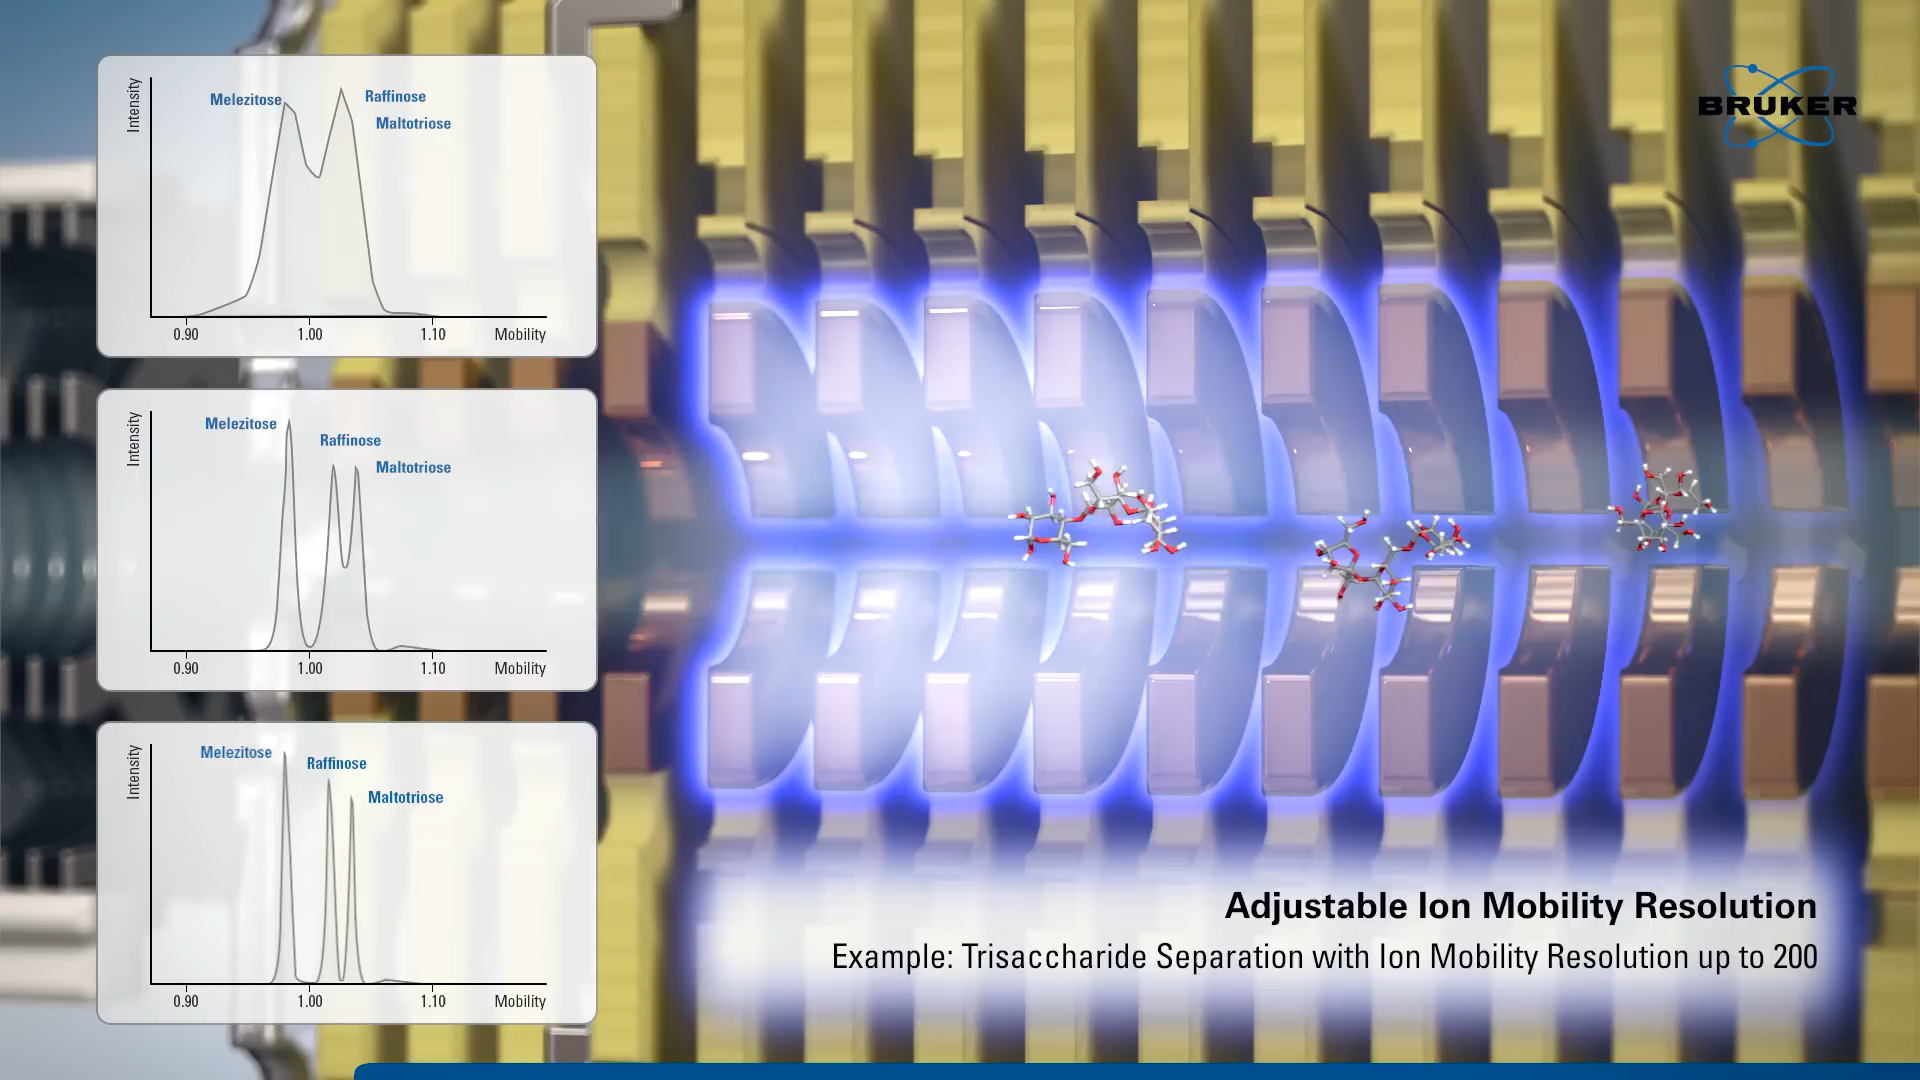 Intensity
Melezitose
Raffinose
Maltotriose
0.90
1.00
1.10
Mobility
Intensity
Melezitose
Raffinose
Maltotriose
0.90
1.00
1.10
Mobility
Intensity
Melezitose
Raffinose
Maltotriose
0.90
1.00
1.10
Mobility
BRUKER
Adjustable Ion Mobility Resolution
Example: Trisaccharide Separation with Ion Mobility Resolution up to 200